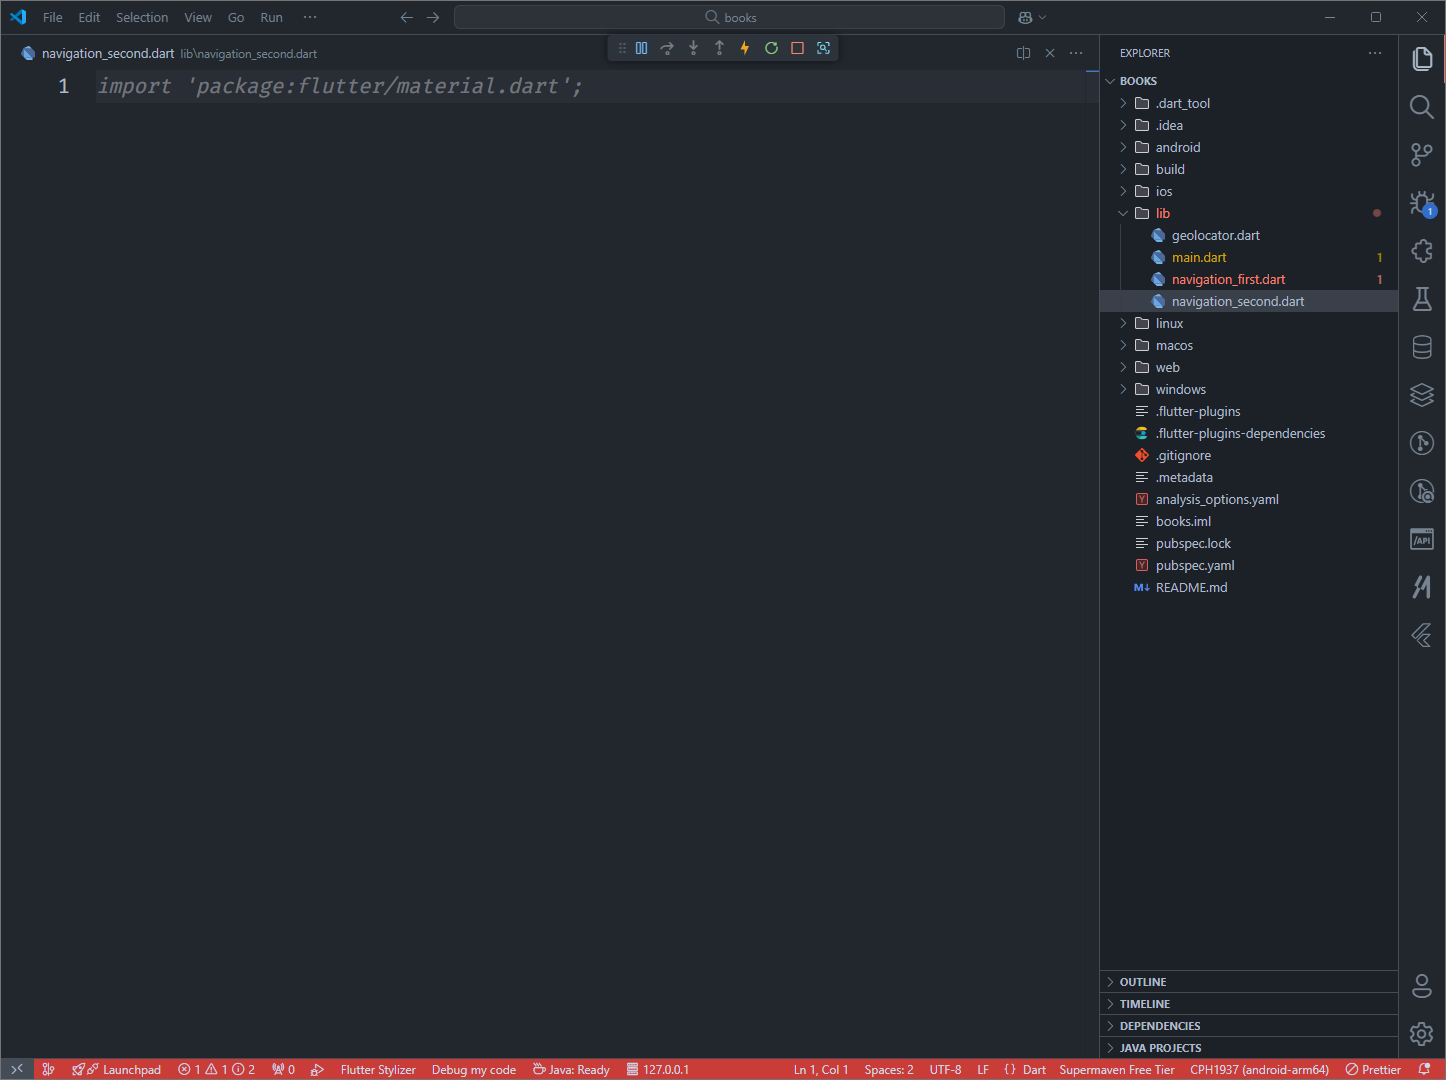 File Edit Selection View Go Run ···
books
navigation_second.dart lib\navigation_second.dart
1 import 'package:flutter/material.dart';
EXPLORER
BOOKS
.dart_tool
.idea
android
build
ios
lib
geolocator.dart
main.dart 1
navigation_first.dart 1
navigation_second.dart
linux
macos
web
windows
.flutter-plugins
.flutter-plugins-dependencies
.gitignore
.metadata
Y analysis_options.yaml
books.iml
pubspec.lock
Y pubspec.yaml
M↓ README.md
1
/API
OUTLINE
TIMELINE
DEPENDENCIES
JAVA PROJECTS
Launchpad 1 1 2 0 Flutter Stylizer Debug my code Java: Ready 127.0.0.1 Ln 1, Col 1 Spaces: 2 UTF-8 LF {} Dart Supermaven Free Tier CPH1937 (android-arm64) Prettier